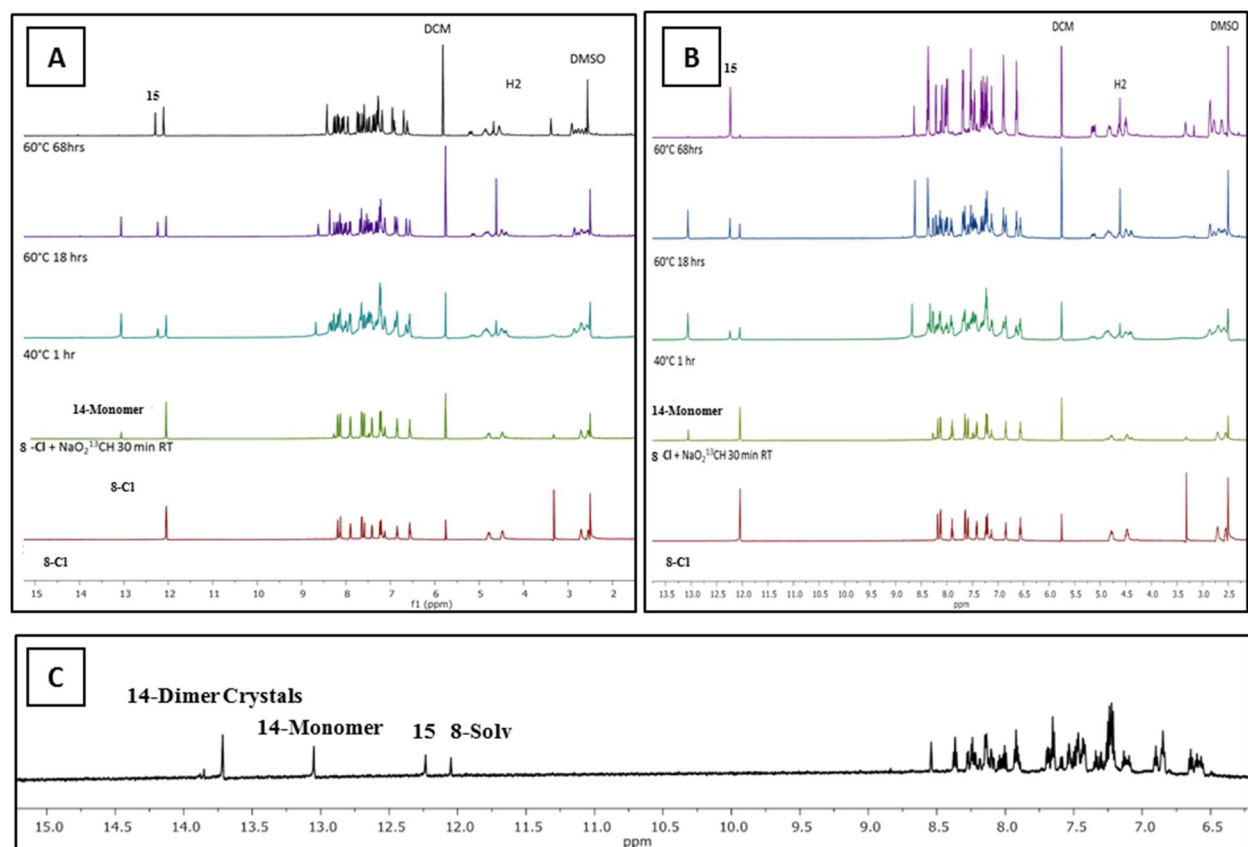 A
DCM
DMSO
H2
15
60°C 68hrs
60°C 18 hrs
40°C 1 hr
14-Monomer
8 -Cl + NaO₂¹³CH 30 min RT
8-Cl
8-Cl
15 14 13 12 11 10 9 8 7 6 5 4 3 2
f1 (ppm)
B
DCM
DMSO
15
H2
60°C 68hrs
60°C 18 hrs
40°C 1 hr
14-Monomer
8 Cl + NaO₂¹³CH 30 min RT
8-Cl
13.5 13.0 12.5 12.0 11.5 11.0 10.5 10.0 9.5 9.0 8.5 8.0 7.5 7.0 6.5 6.0 5.5 5.0 4.5 4.0 3.5 3.0 2.5
ppm
C
14-Dimer Crystals
14-Monomer
15 8-Solv
15.0 14.5 14.0 13.5 13.0 12.5 12.0 11.5 11.0 10.5 10.0 9.5 9.0 8.5 8.0 7.5 7.0 6.5
ppm